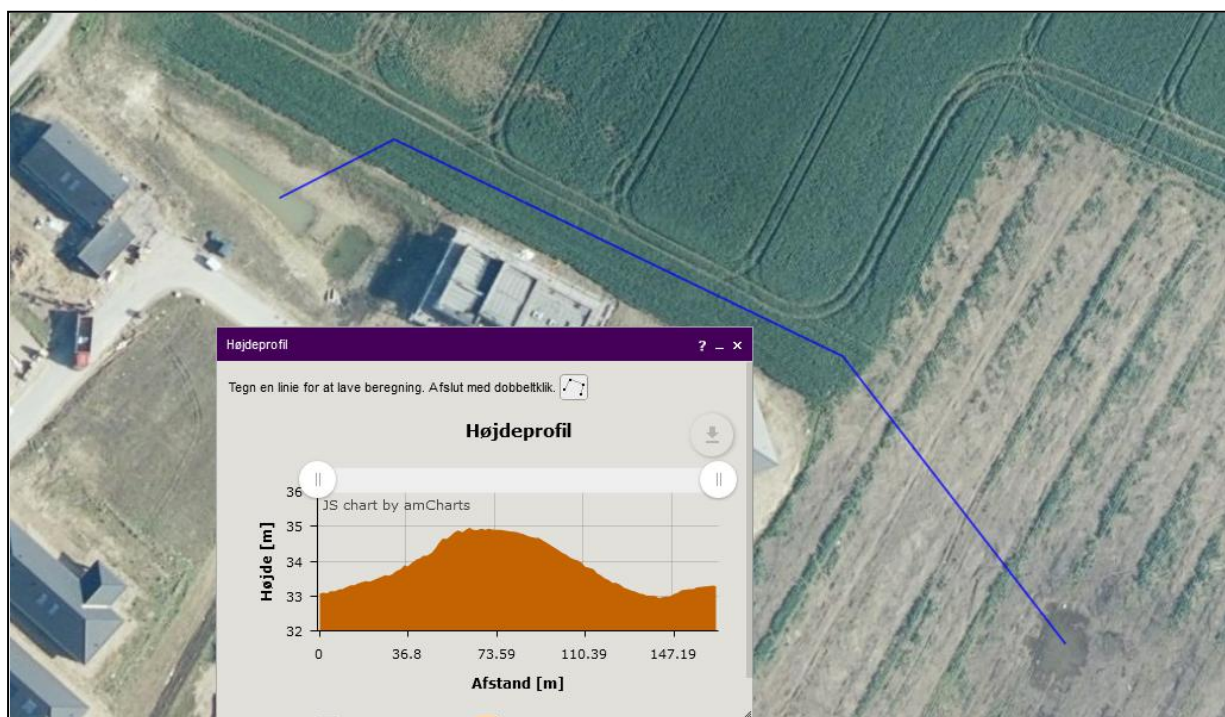 Højdeprofil ? _ ×
Tegn en linie for at lave beregning. Afslut med dobbeltklik.
Højdeprofil
JS chart by amCharts
Højde [m]
36
35
34
33
32
0 36.8 73.59 110.39 147.19
Afstand [m]